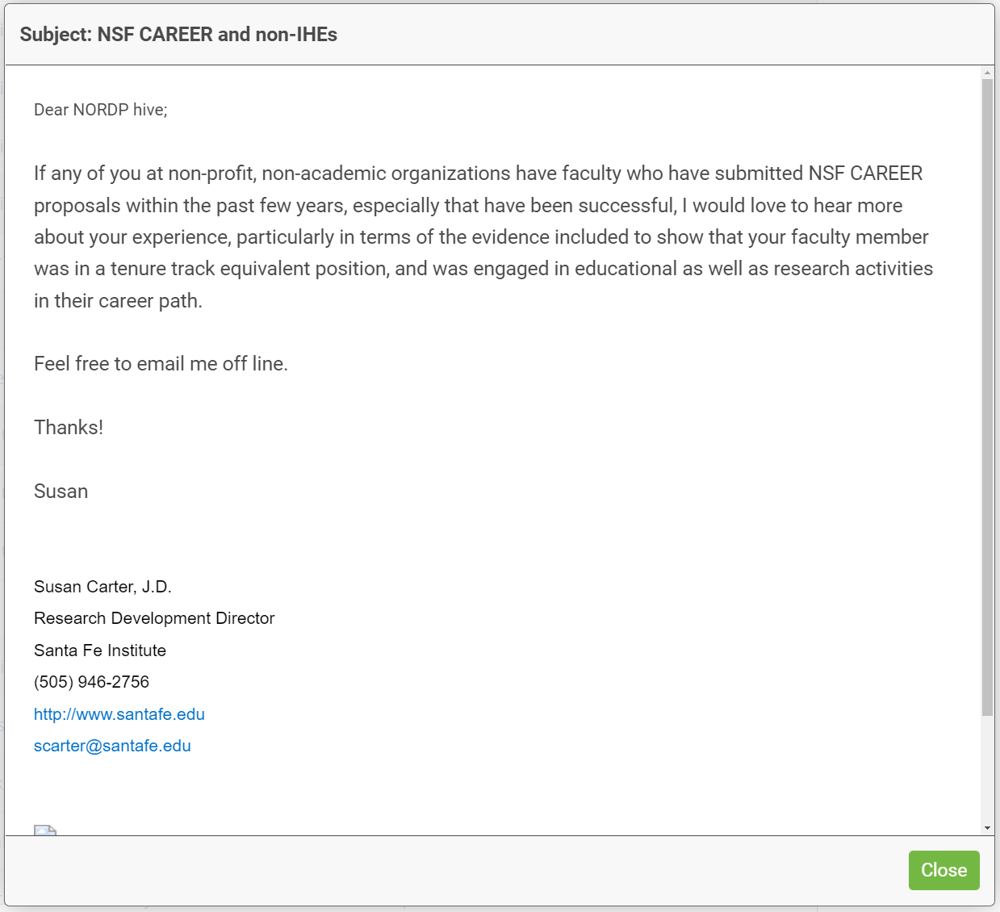 Subject: NSF CAREER and non-IHEs
Dear NORDP hive;
If any of you at non-profit, non-academic organizations have faculty who have submitted NSF CAREER
proposals within the past few years, especially that have been successful, I would love to hear more
about your experience, particularly in terms of the evidence included to show that your faculty member
was in a tenure track equivalent position, and was engaged in educational as well as research activities
in their career path.
Feel free to email me off line.
Thanks!
Susan
Susan Carter, J.D.
Research Development Director
Santa Fe Institute
(505) 946-2756
http://www.santafe.edu
scarter@santafe.edu
Close